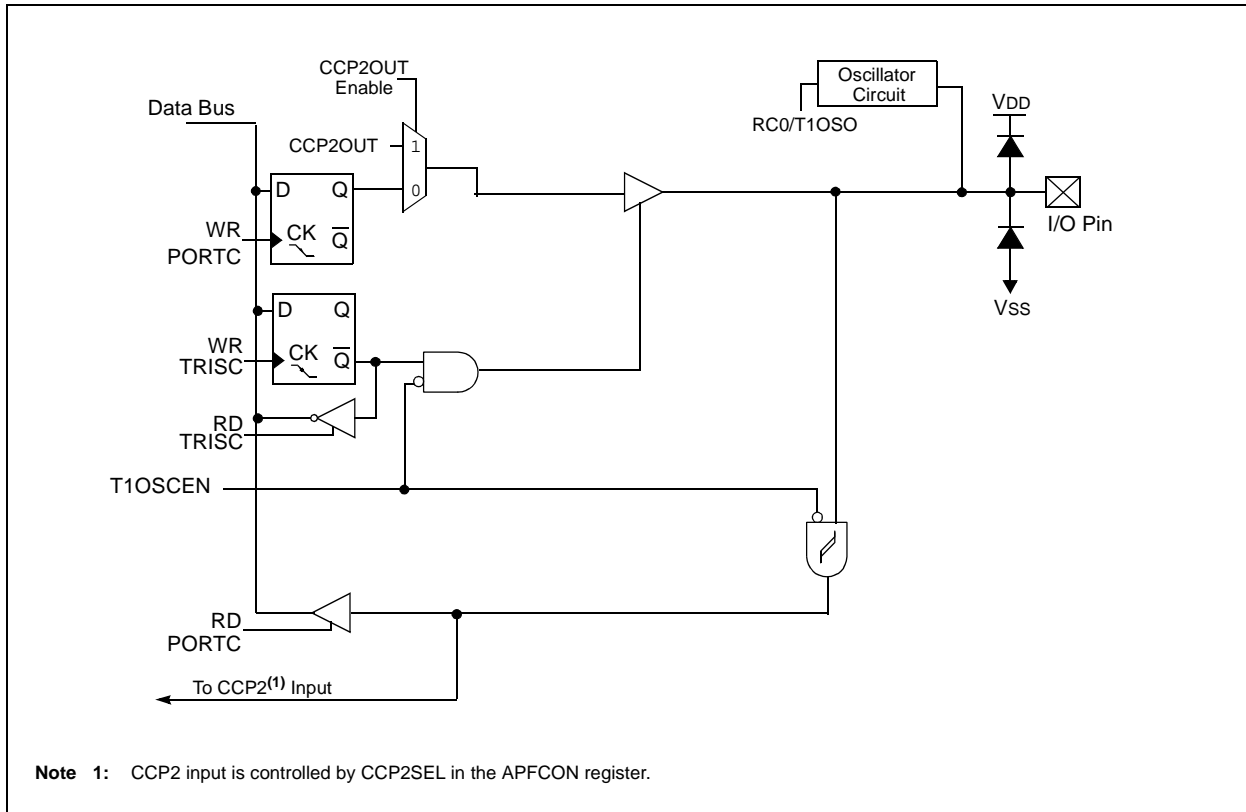 CCP2OUT
Enable
Oscillator
Circuit
VDD
Data Bus
RC0/T1OSO
CCP2OUT
1
0
D Q
WR
PORTC
CK Q
I/O Pin
VSS
D Q
WR
TRISC
CK Q
RD
TRISC
T1OSCEN
RD
PORTC
To CCP2(1) Input
Note 1: CCP2 input is controlled by CCP2SEL in the APFCON register.